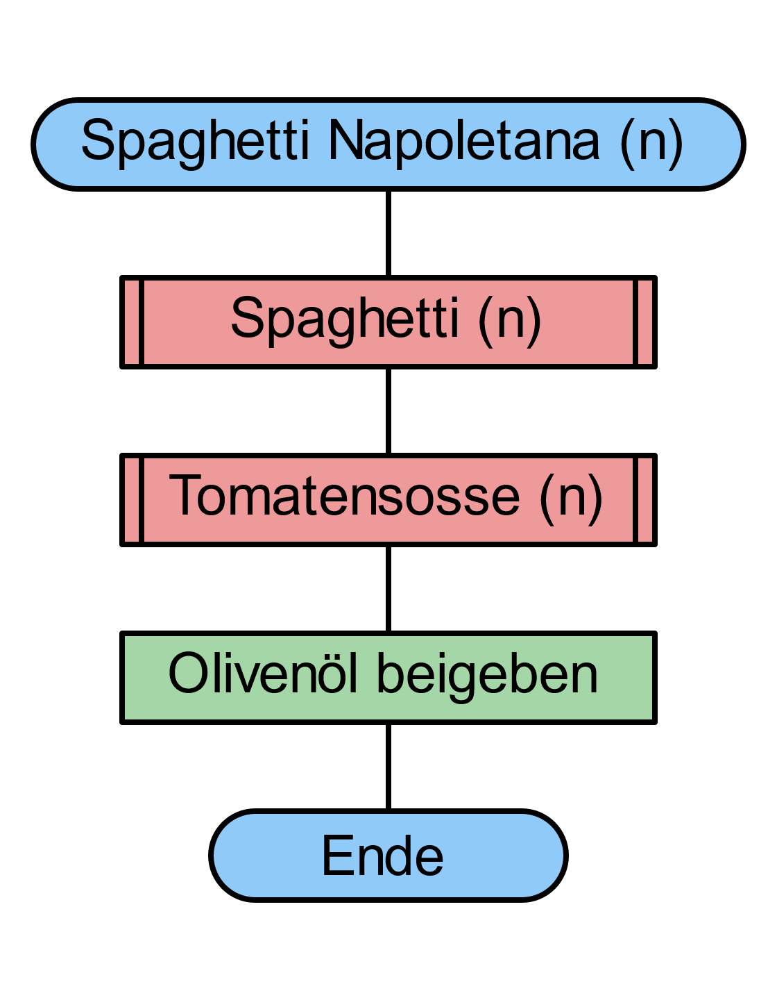 Spaghetti Napoletana (n)
Spaghetti (n)
Tomatensosse (n)
Olivenöl beigeben
Ende